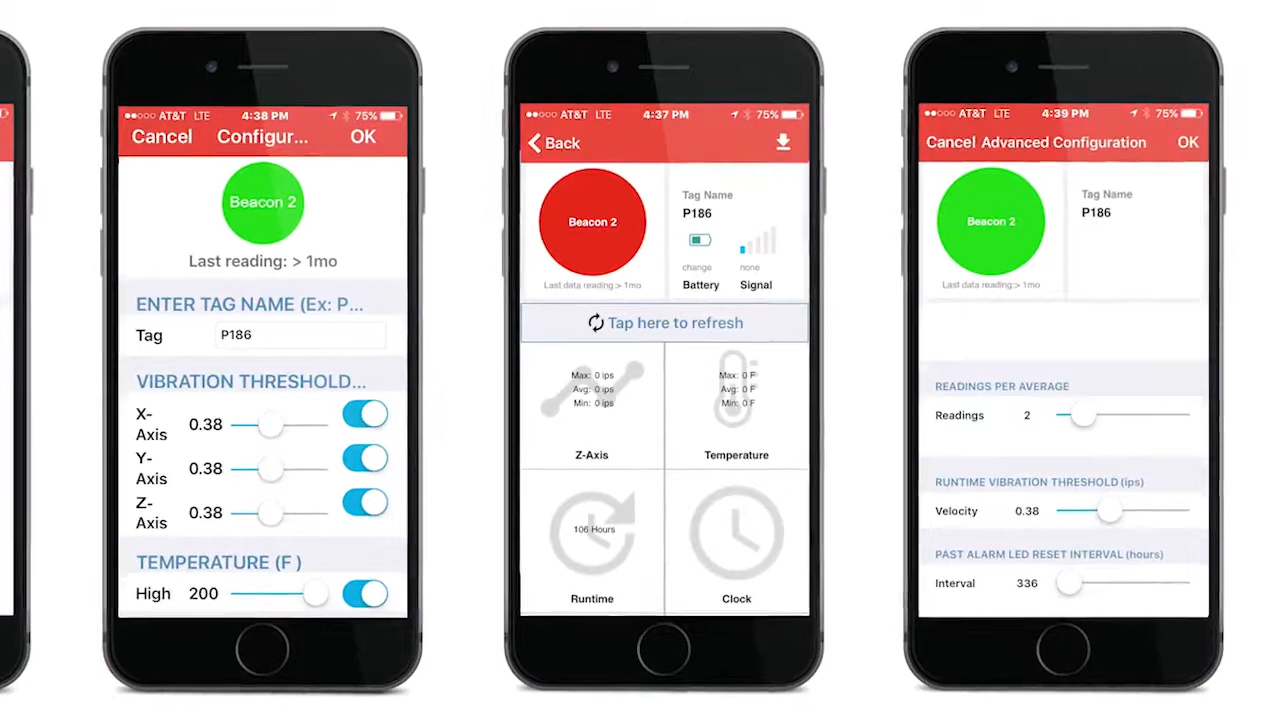 AT&T LTE 4:38 PM 75%
Cancel Configur... OK
Beacon 2
Last reading: > 1mo
ENTER TAG NAME (Ex: P...
Tag P186
VIBRATION THRESHOLD...
X-
Axis 0.38
Y-
Axis 0.38
Z-
Axis 0.38
TEMPERATURE (F )
High 200
AT&T LTE 4:37 PM 75%
Back
Beacon 2
Last data reading:> 1mo
Tag Name
P186
change none
Battery Signal
Tap here to refresh
Max: 0 ips
Avg: 0 ips
Min: 0 ips
Z-Axis
Max: 0 F
Avg: 0 F
Min: 0 F
Temperature
106 Hours
Runtime
Clock
AT&T LTE 4:39 PM 75%
Cancel Advanced Configuration OK
Beacon 2
Last data reading:> 1mo
Tag Name
P186
READINGS PER AVERAGE
Readings 2
RUNTIME VIBRATION THRESHOLD (ips)
Velocity 0.38
PAST ALARM LED RESET INTERVAL (hours)
Interval 336